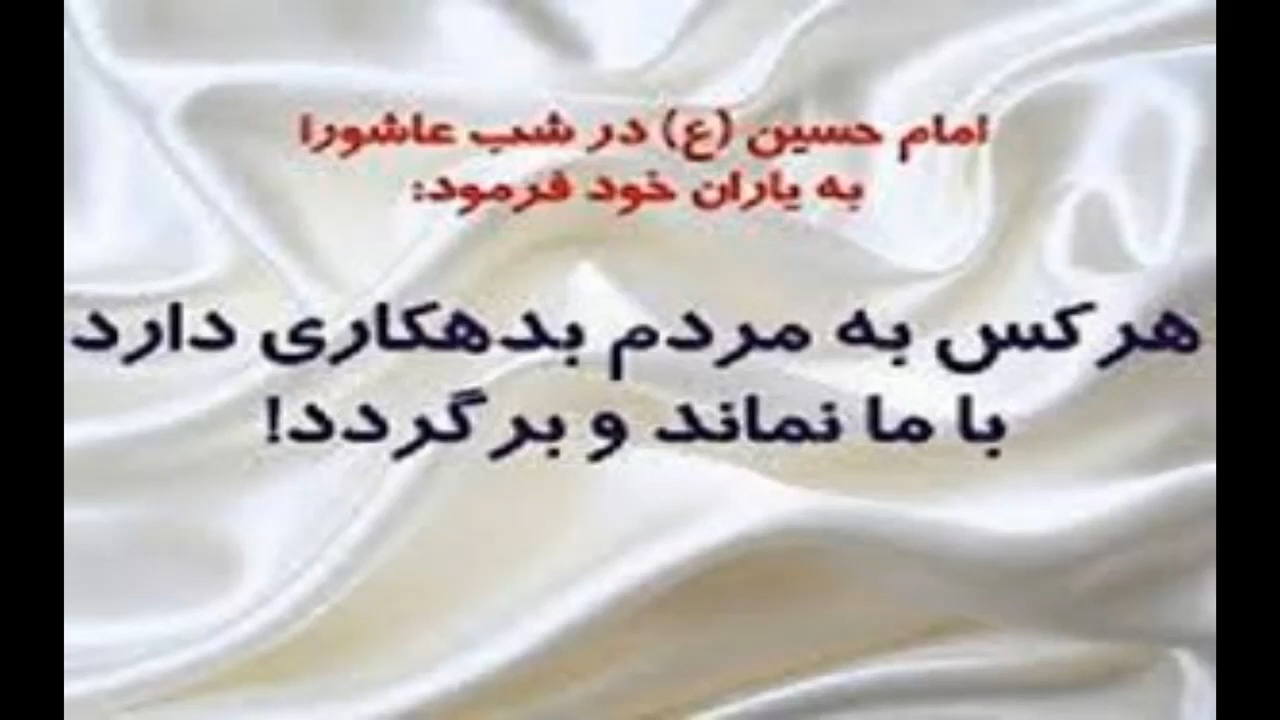 امام حسین (ع) در شب عاشورا
به یاران خود فرمود:
هرکس به مردم بدهکاری دارد
با ما نماند و برگردد!